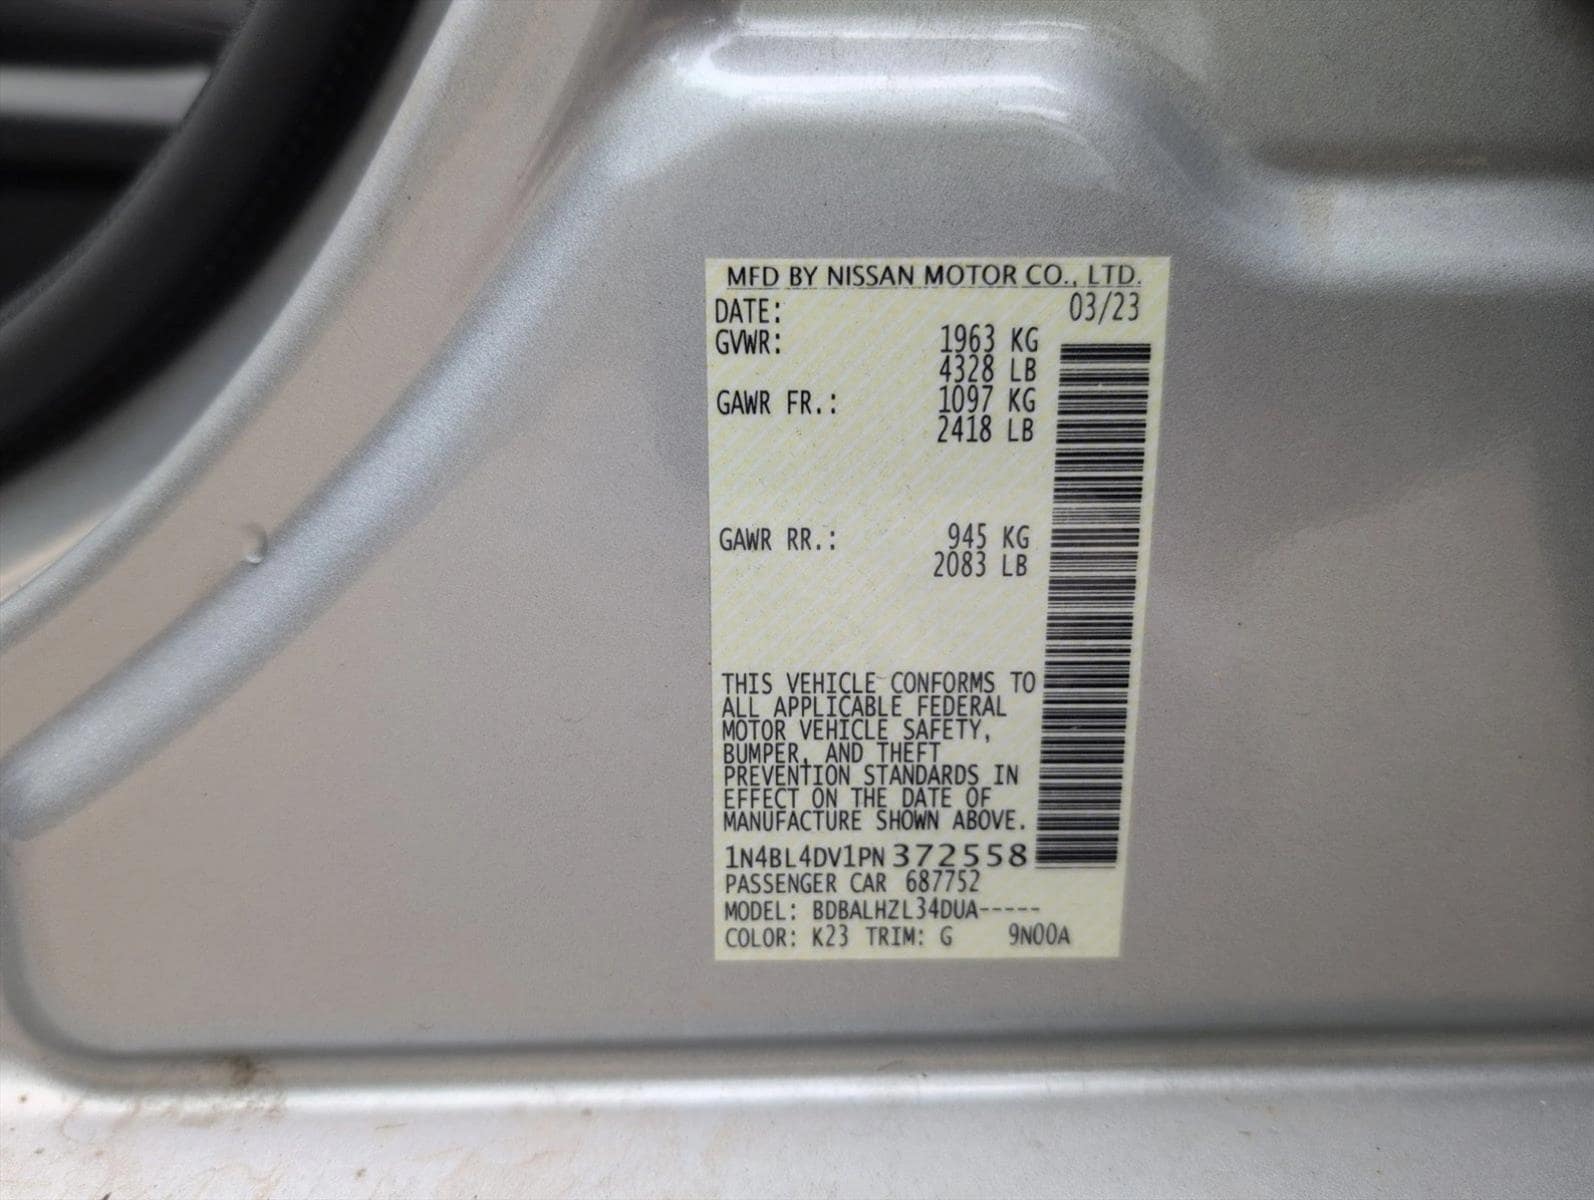 MFD BY NISSAN MOTOR CO., LTD.
DATE: 03/23
GVWR: 1963 KG
4328 LB
GAWR FR.: 1097 KG
2418 LB
GAWR RR.: 945 KG
2083 LB
THIS VEHICLE CONFORMS TO
ALL APPLICABLE FEDERAL
MOTOR VEHICLE SAFETY,
BUMPER, AND THEFT
PREVENTION STANDARDS IN
EFFECT ON THE DATE OF
MANUFACTURE SHOWN ABOVE.
1N4BL4DV1PN372558
PASSENGER CAR 687752
MODEL: BDBALHZL34DUA-----
COLOR: K23 TRIM: G 9N00A